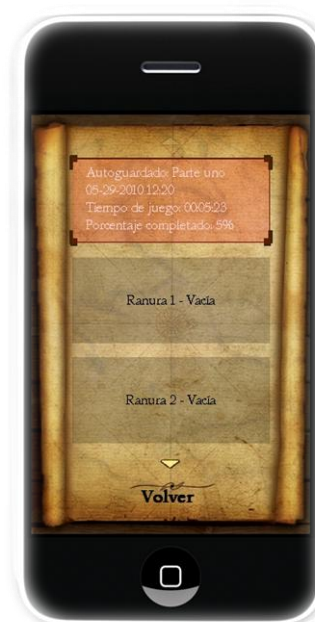 Autoguardado: Parte uno
05-29-2010 12:20
Tiempo de juego: 00:05:23
Porcentaje completado: 5%
Ranura 1 - Vacía
Ranura 2 - Vacía
Volver